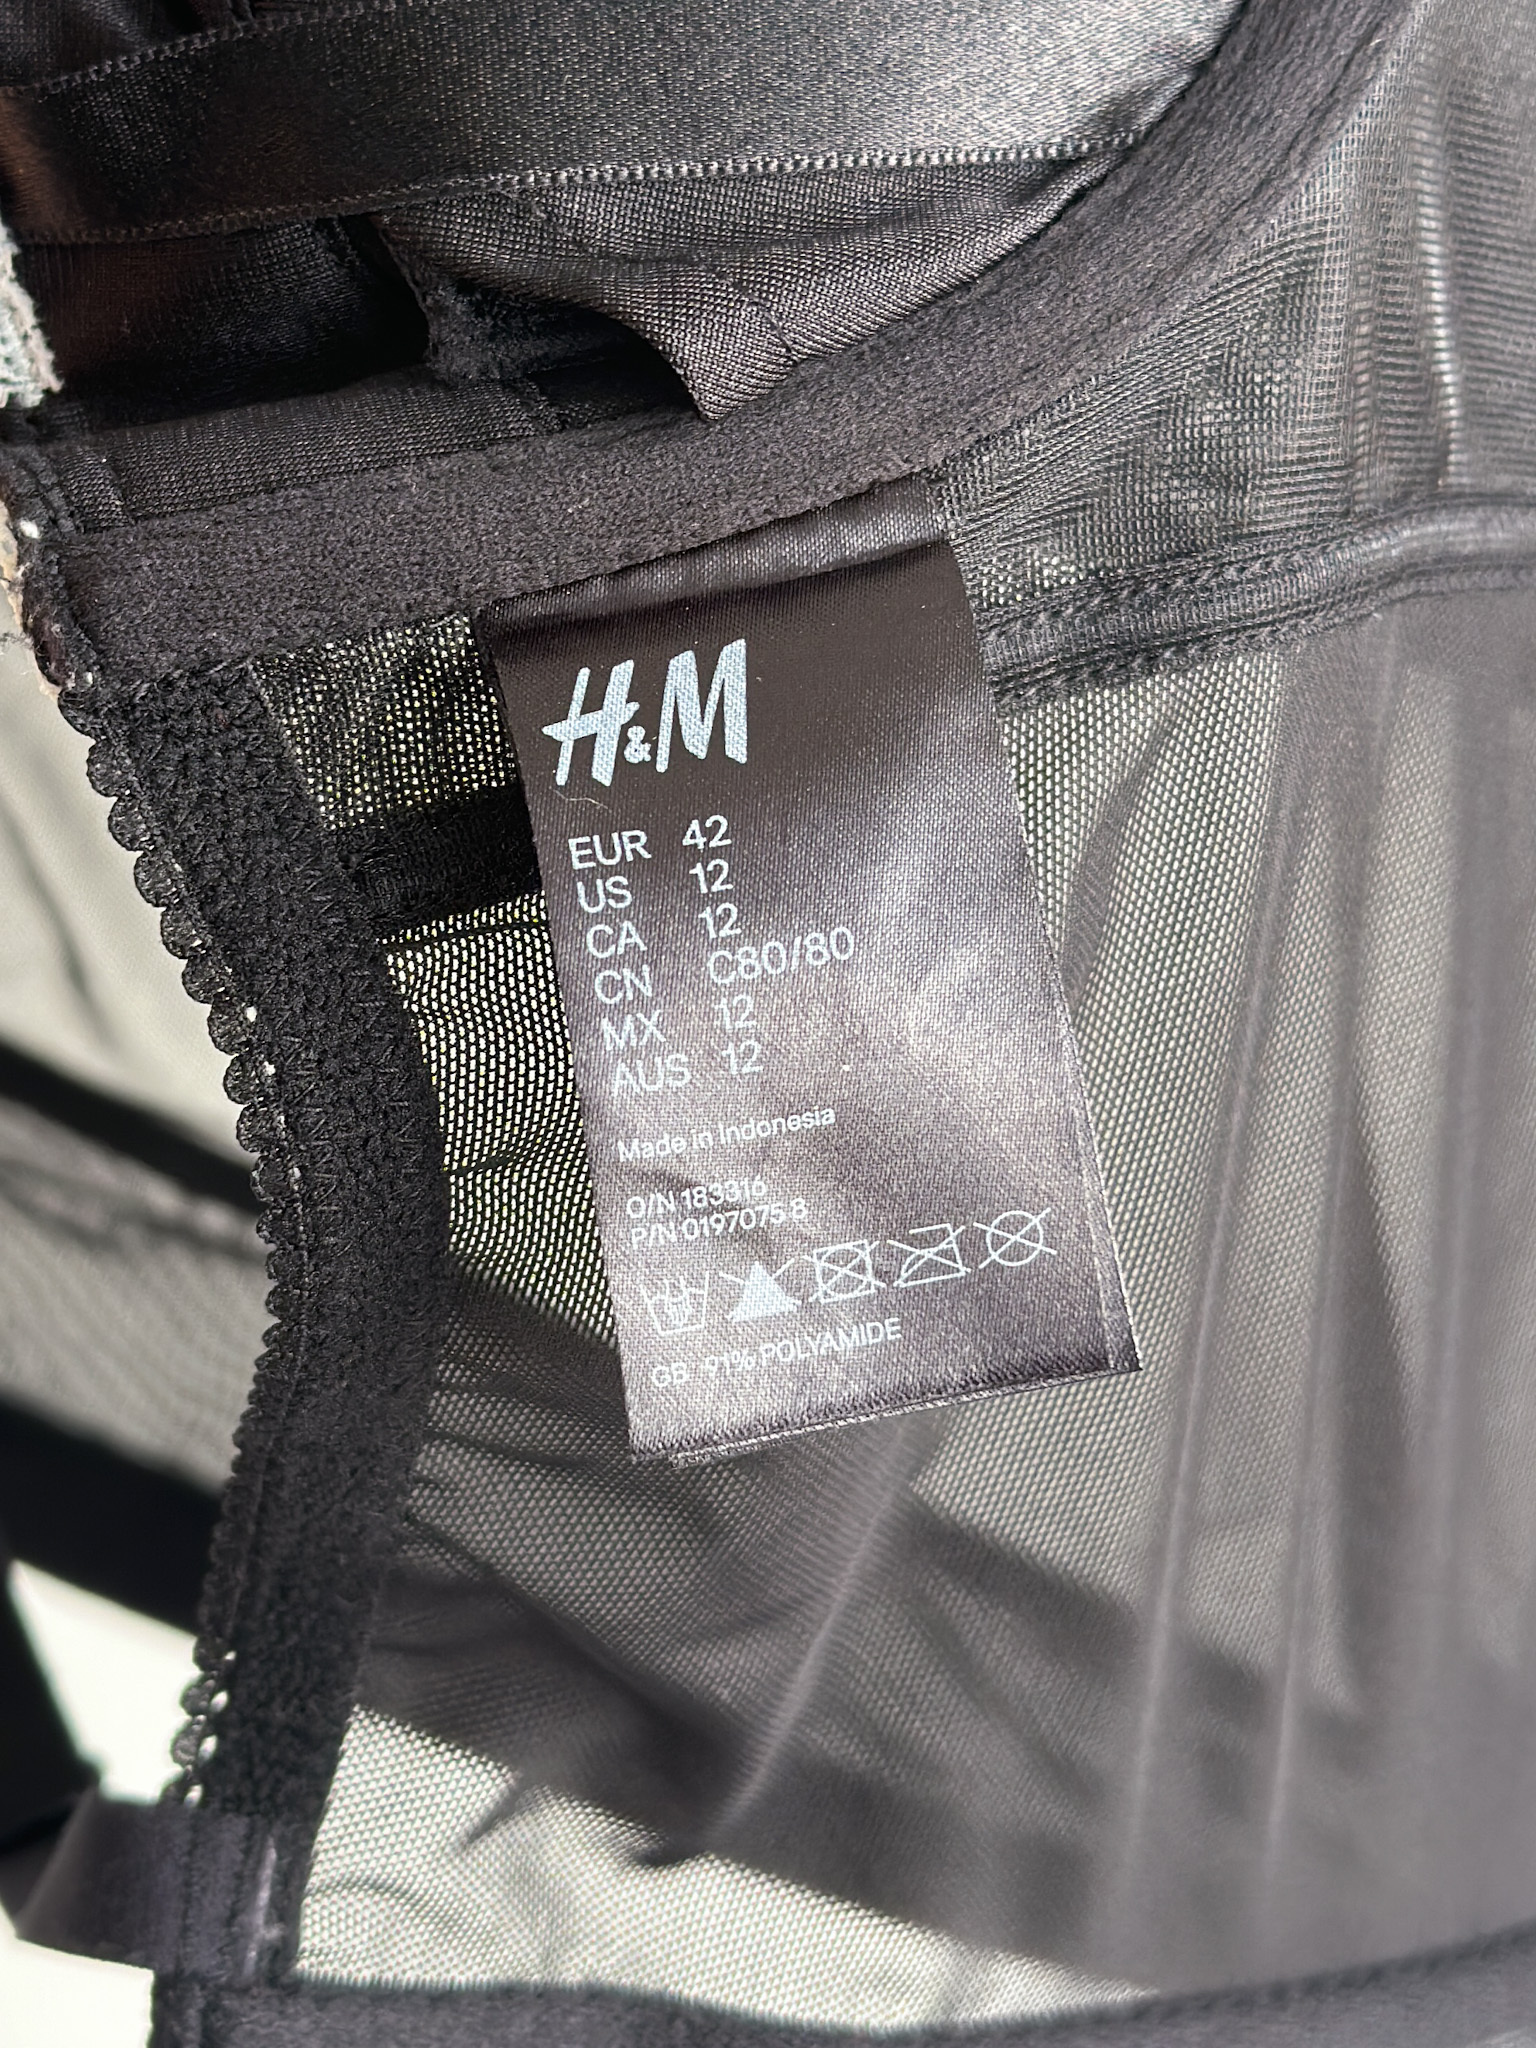 H&M
EUR 42
US 12
CA 12
CN C80/80
MX 12
AUS 12
Made in Indonesia
O/N 183316
P/N 0197075 8
GB 91% POLYAMIDE